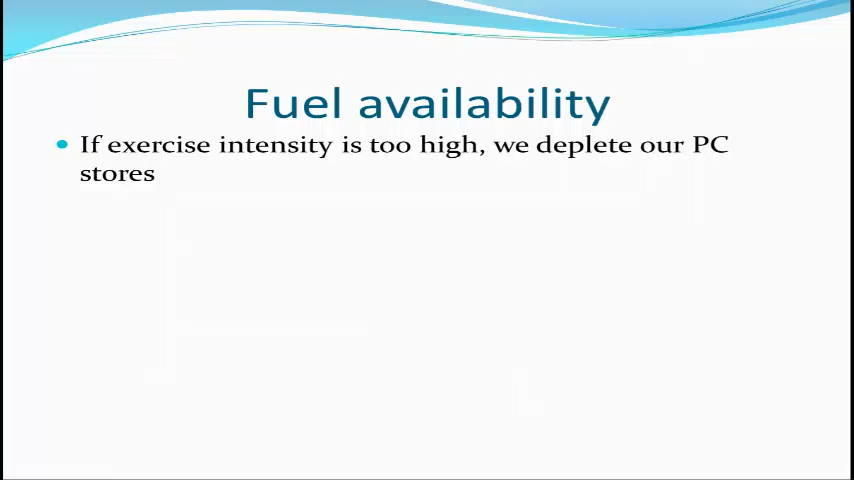 Fuel availability
• If exercise intensity is too high, we deplete our PC
stores